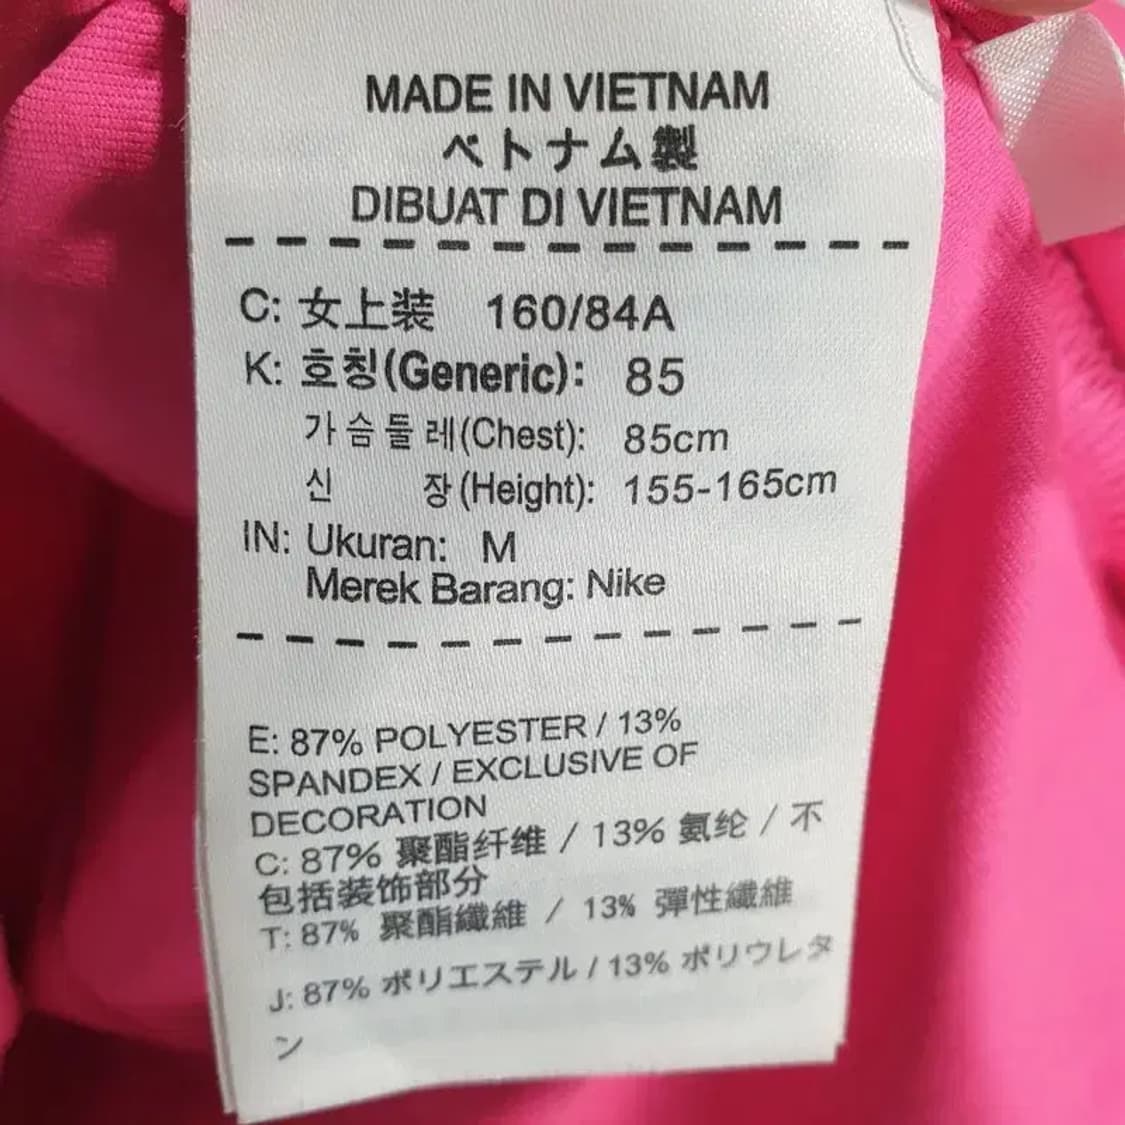 MADE IN VIETNAM
ベトナム製
DIBUAT DI VIETNAM
C: 女上装 160/84A
K: 호칭(Generic): 85
가슴둘레(Chest): 85cm
신 장(Height): 155-165cm
IN: Ukuran: M
Merek Barang: Nike
E: 87% POLYESTER / 13%
SPANDEX / EXCLUSIVE OF
DECORATION
C: 87% 聚酯纤维 / 13% 氨纶 / 不
包括装饰部分
T: 87% 聚酯纖維 / 13% 彈性纖維
J: 87% ポリエステル / 13% ポリウレタ
ン